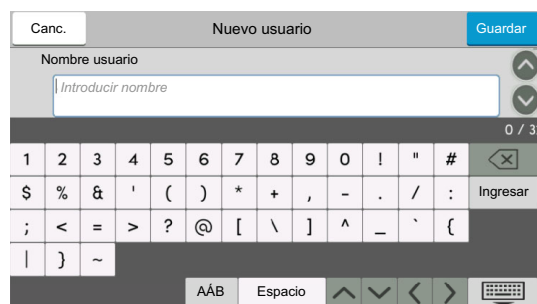 Canc. Nuevo usuario Guardar
Nombre usuario
Introducir nombre
0 / 3
1 2 3 4 5 6 7 8 9 0 ! " #
$ % & ' ( ) * + , - . / : Ingresar
; < = > ? @ [ \ ] ^ _ ` {
| } ~
AÁB Espacio